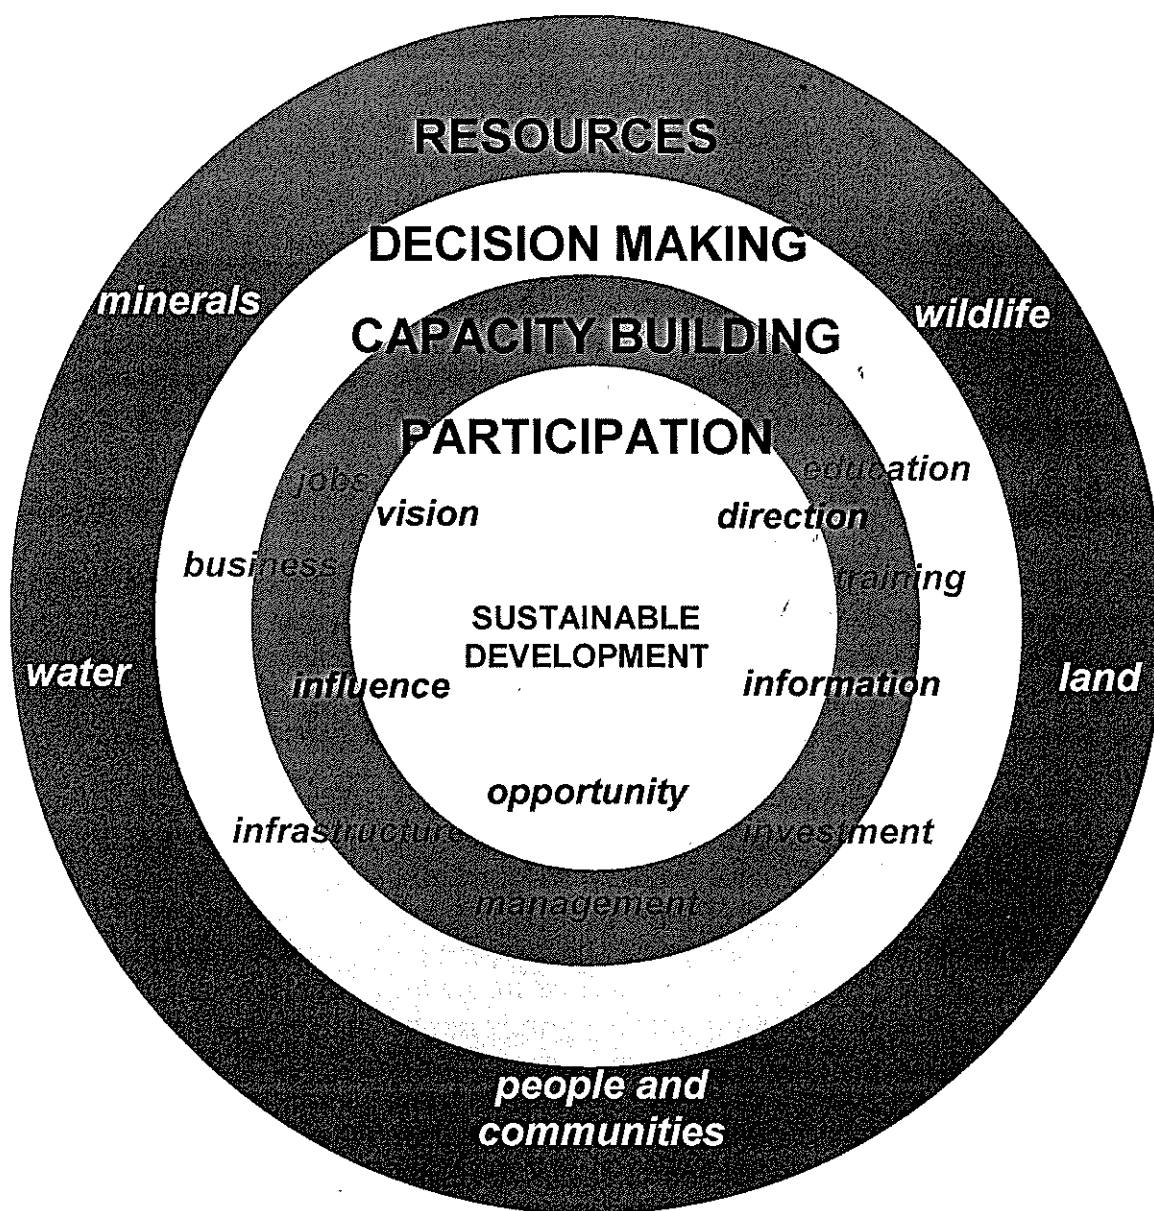 RESOURCES
DECISION MAKING
minerals
wildlife
CAPACITY BUILDING
PARTICIPATION
jobs
education
vision
direction
business
training
SUSTAINABLE
DEVELOPMENT
water
influence
information
land
opportunity
infrastructure
investment
management
people and
communities